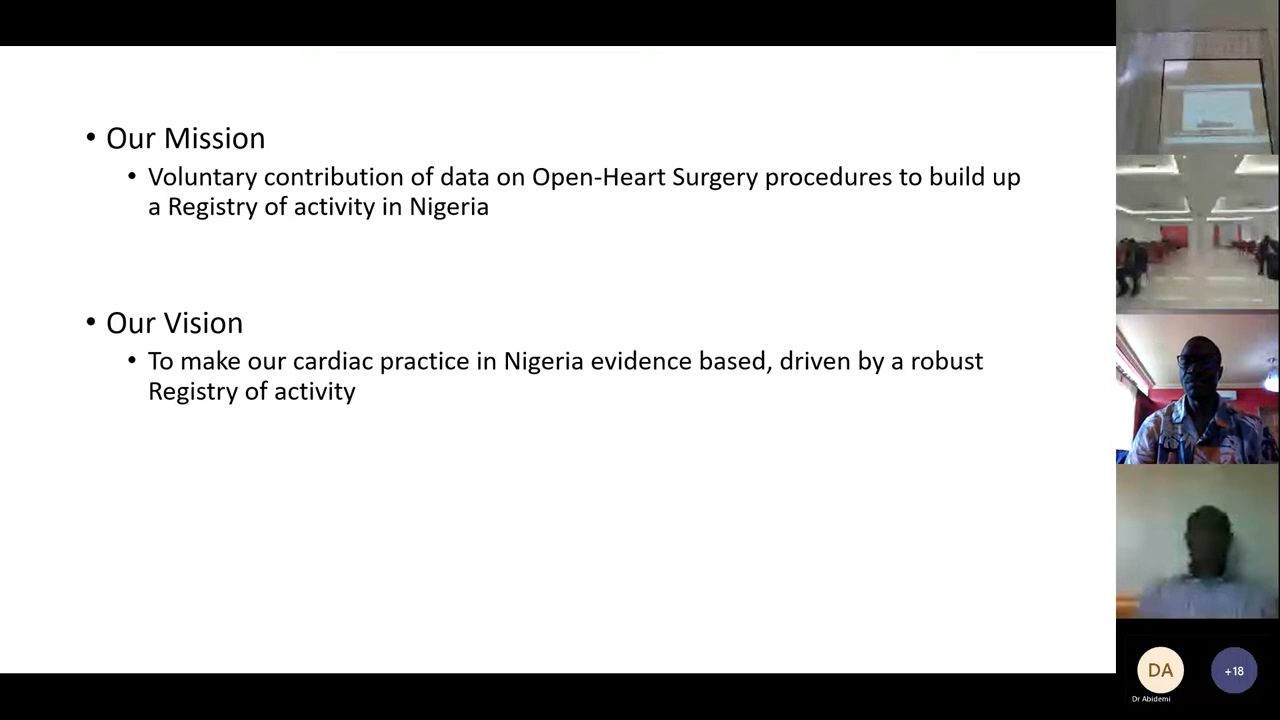 • Our Mission
• Voluntary contribution of data on Open-Heart Surgery procedures to build up
a Registry of activity in Nigeria
• Our Vision
• To make our cardiac practice in Nigeria evidence based, driven by a robust
Registry of activity
DA
+18
Dr Abidemi